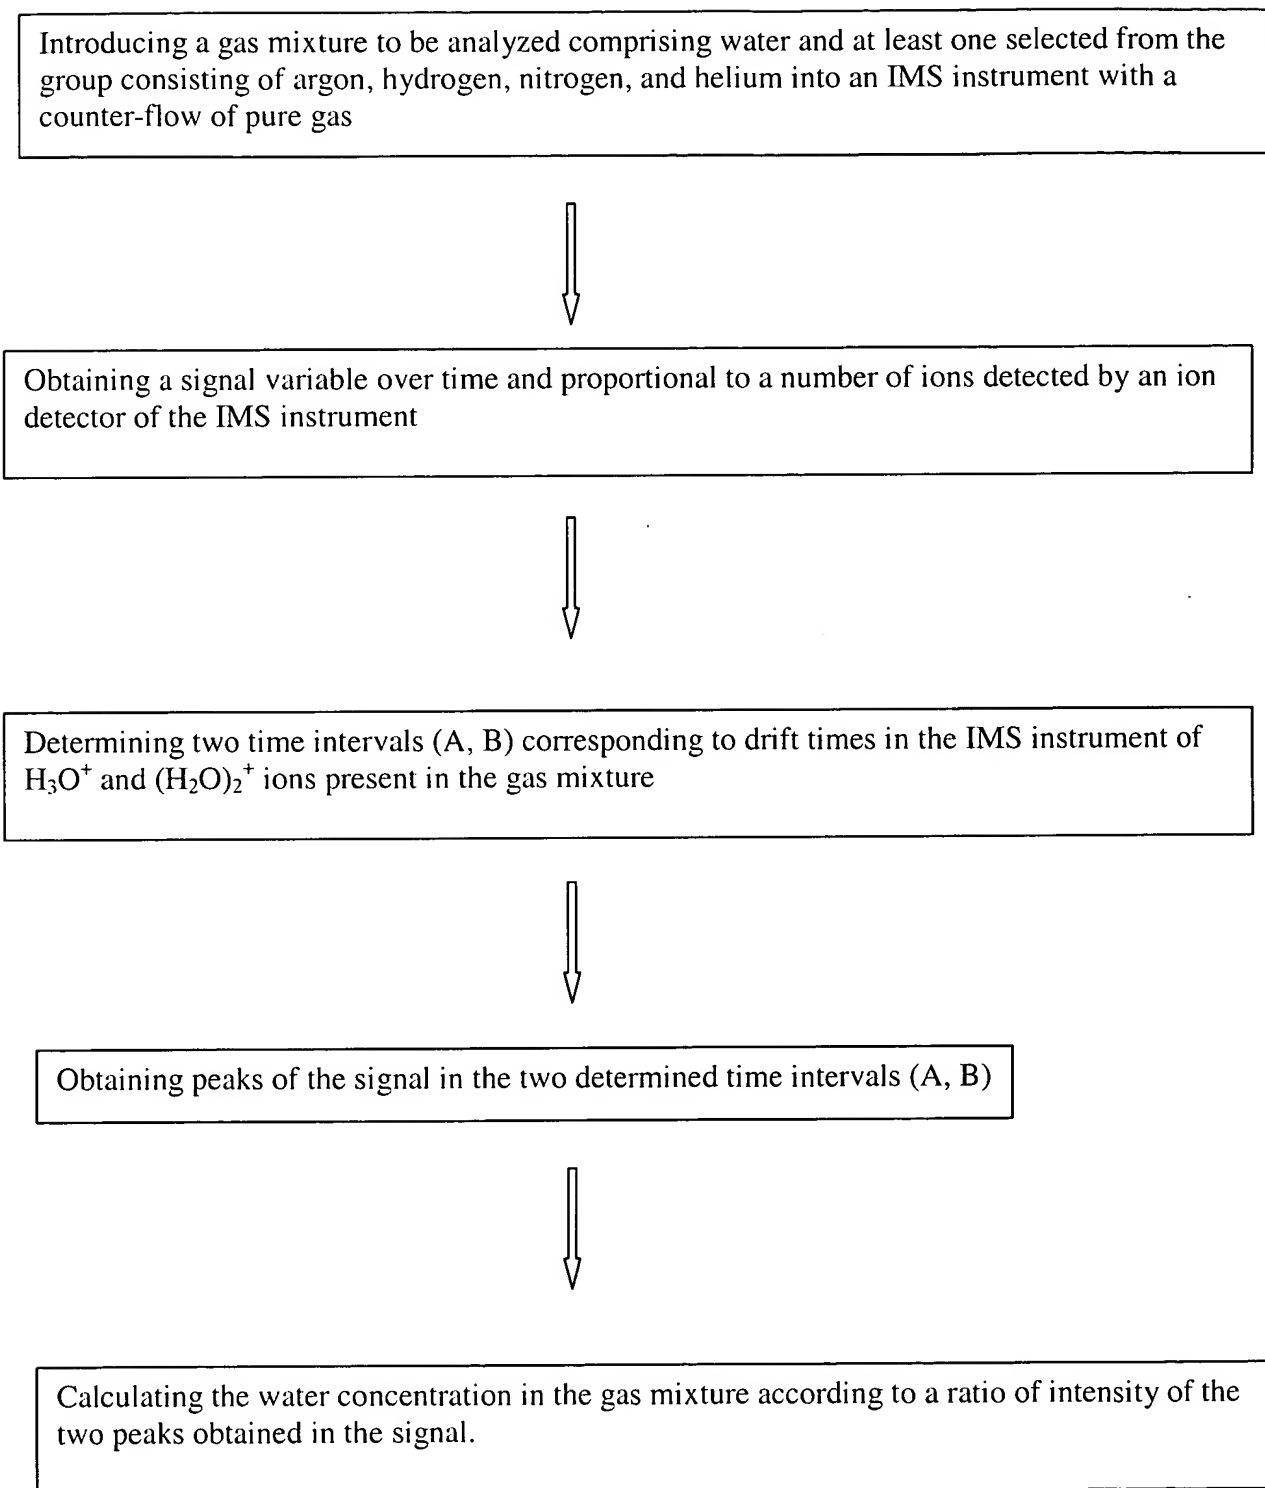 Introducing a gas mixture to be analyzed comprising water and at least one selected from the
group consisting of argon, hydrogen, nitrogen, and helium into an IMS instrument with a
counter-flow of pure gas
Obtaining a signal variable over time and proportional to a number of ions detected by an ion
detector of the IMS instrument
Determining two time intervals (A, B) corresponding to drift times in the IMS instrument of
H₃O⁺ and (H₂O)₂⁺ ions present in the gas mixture
Obtaining peaks of the signal in the two determined time intervals (A, B)
Calculating the water concentration in the gas mixture according to a ratio of intensity of the
two peaks obtained in the signal.